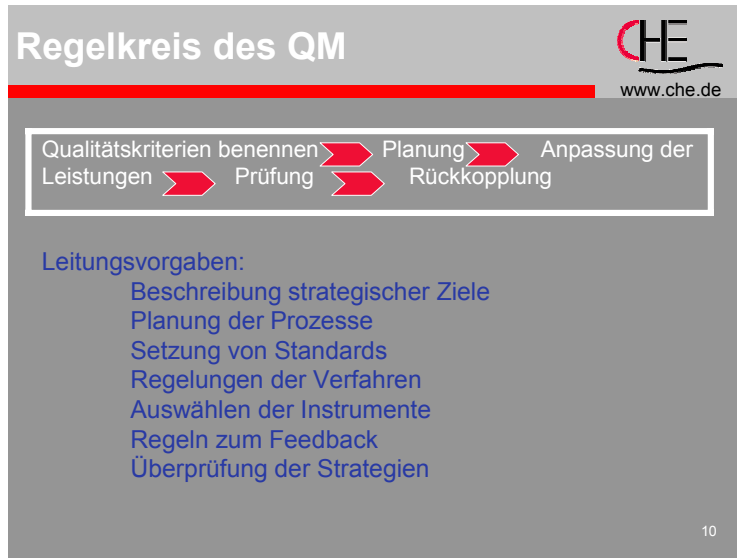 Regelkreis des QM
CHE
www.che.de
Qualitätskriterien benennen Planung Anpassung der
Leistungen Prüfung Rückkopplung
Leitungsvorgaben:
Beschreibung strategischer Ziele
Planung der Prozesse
Setzung von Standards
Regelungen der Verfahren
Auswählen der Instrumente
Regeln zum Feedback
Überprüfung der Strategien
10